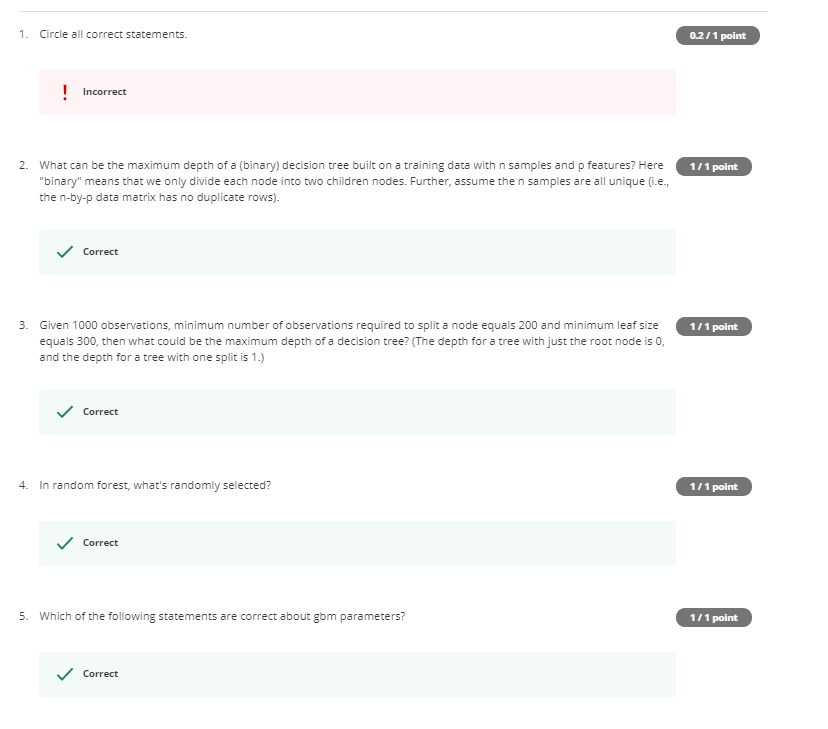 1. Circle all correct statements.
0.2 / 1 point
Incorrect
2. What can be the maximum depth of a (binary) decision tree built on a training data with n samples and p features? Here
1 / 1 point
"binary" means that we only divide each node into two children nodes. Further, assume the n samples are all unique (i.e.,
the n-by-p data matrix has no duplicate rows).
Correct
3. Given 1000 observations, minimum number of observations required to split a node equals 200 and minimum leaf size
1 / 1 point
equals 300, then what could be the maximum depth of a decision tree? (The depth for a tree with just the root node is 0,
and the depth for a tree with one split is 1.)
Correct
4. In random forest, what's randomly selected?
1 / 1 point
Correct
5. Which of the following statements are correct about gbm parameters?
1 / 1 point
Correct